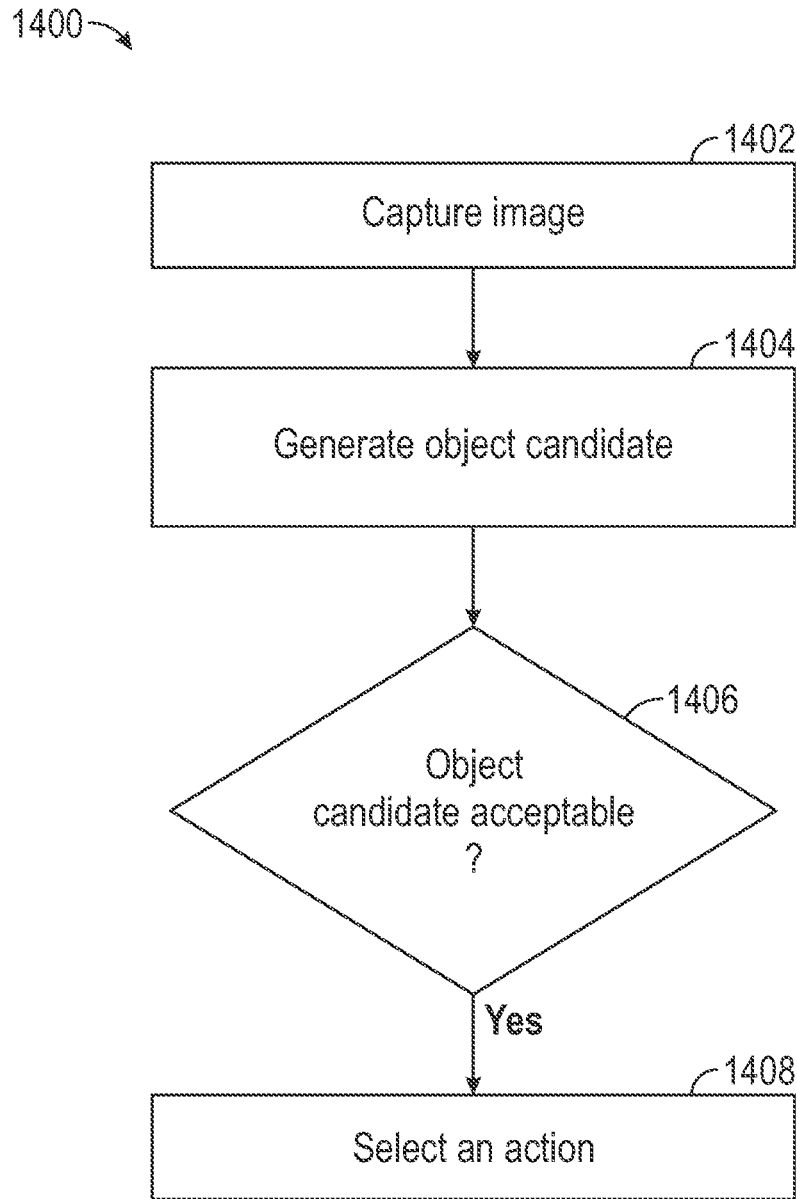 1400
1402
Capture image
1404
Generate object candidate
1406
Object
candidate acceptable
?
Yes
1408
Select an action